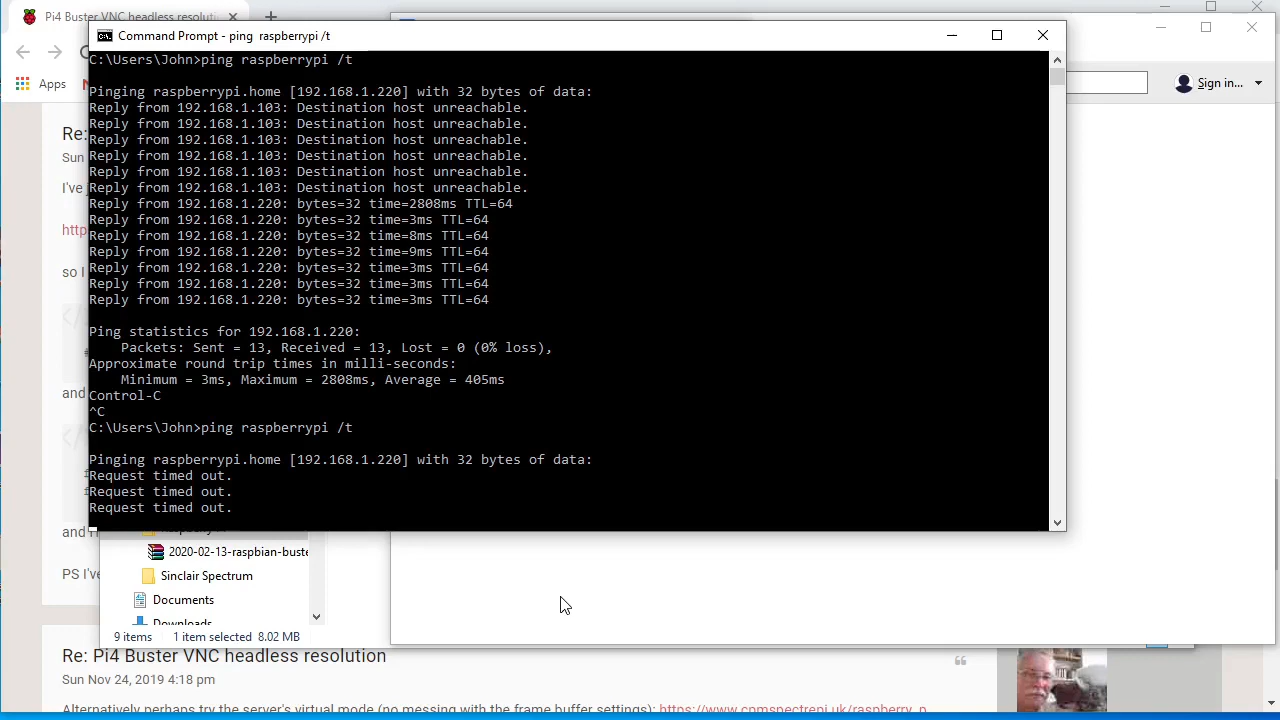 Pi4 Buster VNC headless resolutio
Command Prompt - ping raspberrypi /t
C:\Users\John>ping raspberrypi /t
Apps
Sign in...
Pinging raspberrypi.home [192.168.1.220] with 32 bytes of data:
Reply from 192.168.1.103: Destination host unreachable.
Reply from 192.168.1.103: Destination host unreachable.
Reply from 192.168.1.103: Destination host unreachable.
Reply from 192.168.1.103: Destination host unreachable.
Reply from 192.168.1.103: Destination host unreachable.
Reply from 192.168.1.103: Destination host unreachable.
Reply from 192.168.1.220: bytes=32 time=2808ms TTL=64
Reply from 192.168.1.220: bytes=32 time=3ms TTL=64
Reply from 192.168.1.220: bytes=32 time=8ms TTL=64
Reply from 192.168.1.220: bytes=32 time=9ms TTL=64
Reply from 192.168.1.220: bytes=32 time=3ms TTL=64
Reply from 192.168.1.220: bytes=32 time=3ms TTL=64
Reply from 192.168.1.220: bytes=32 time=3ms TTL=64
Ping statistics for 192.168.1.220:
Packets: Sent = 13, Received = 13, Lost = 0 (0% loss),
Approximate round trip times in milli-seconds:
Minimum = 3ms, Maximum = 2808ms, Average = 405ms
Control-C
^C
C:\Users\John>ping raspberrypi /t
Pinging raspberrypi.home [192.168.1.220] with 32 bytes of data:
Request timed out.
Request timed out.
Request timed out.
Re:
Sun
I've j
http
so I
and
and
PS I've
2020-02-13-raspbian-buste
Sinclair Spectrum
Documents
Downloads
9 items 1 item selected 8.02 MB
Re: Pi4 Buster VNC headless resolution
Sun Nov 24, 2019 4:18 pm
Alternatively perhaps try the server's virtual mode (no messing with the frame buffer settings): https://www.cpmspectrepi.uk/raspberry_p